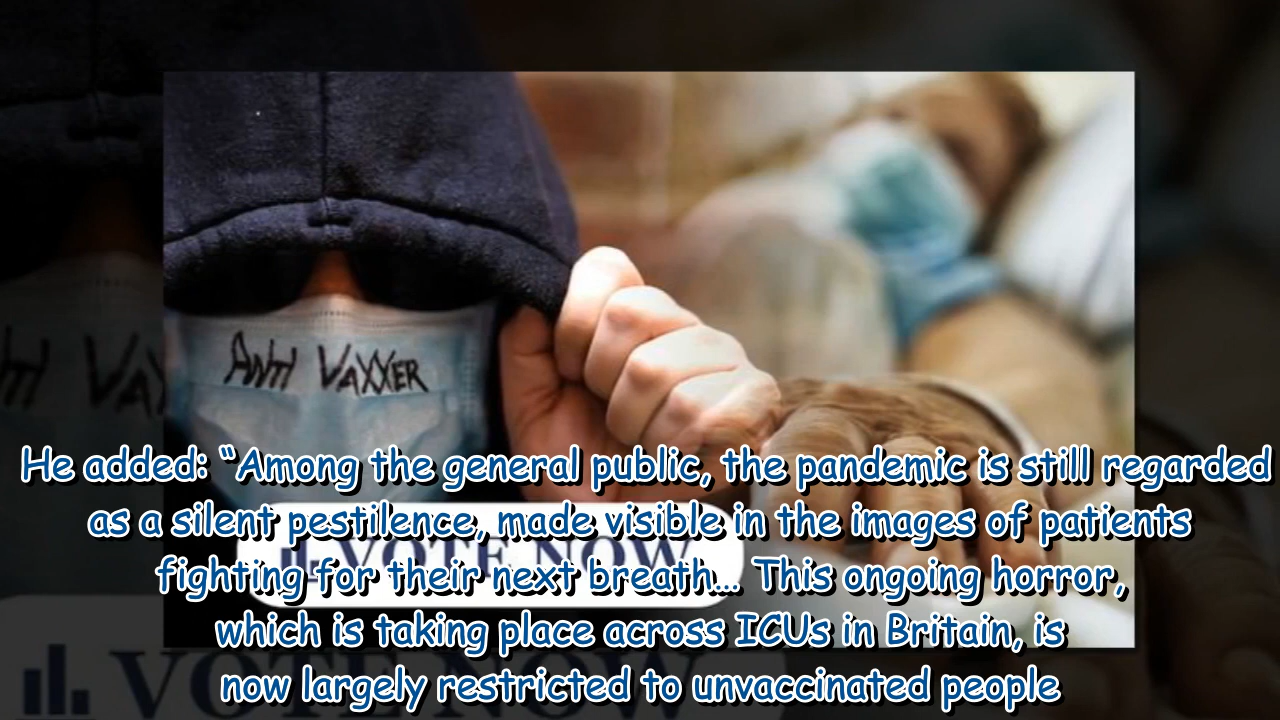 ANTI VAXXER
He added: “Among the general public, the pandemic is still regarded
as a silent pestilence, made visible in the images of patients
VOTE NOW
fighting for their next breath... This ongoing horror,
which is taking place across ICUs in Britain, is
now largely restricted to unvaccinated people